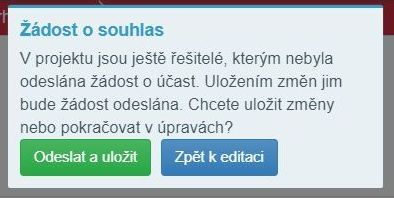 Žádost o souhlas
V projektu jsou ještě řešitelé, kterým nebyla
odeslána žádost o účast. Uložením změn jim
bude žádost odeslána. Chcete uložit změny
nebo pokračovat v úpravách?
Odeslat a uložit
Zpět k editaci